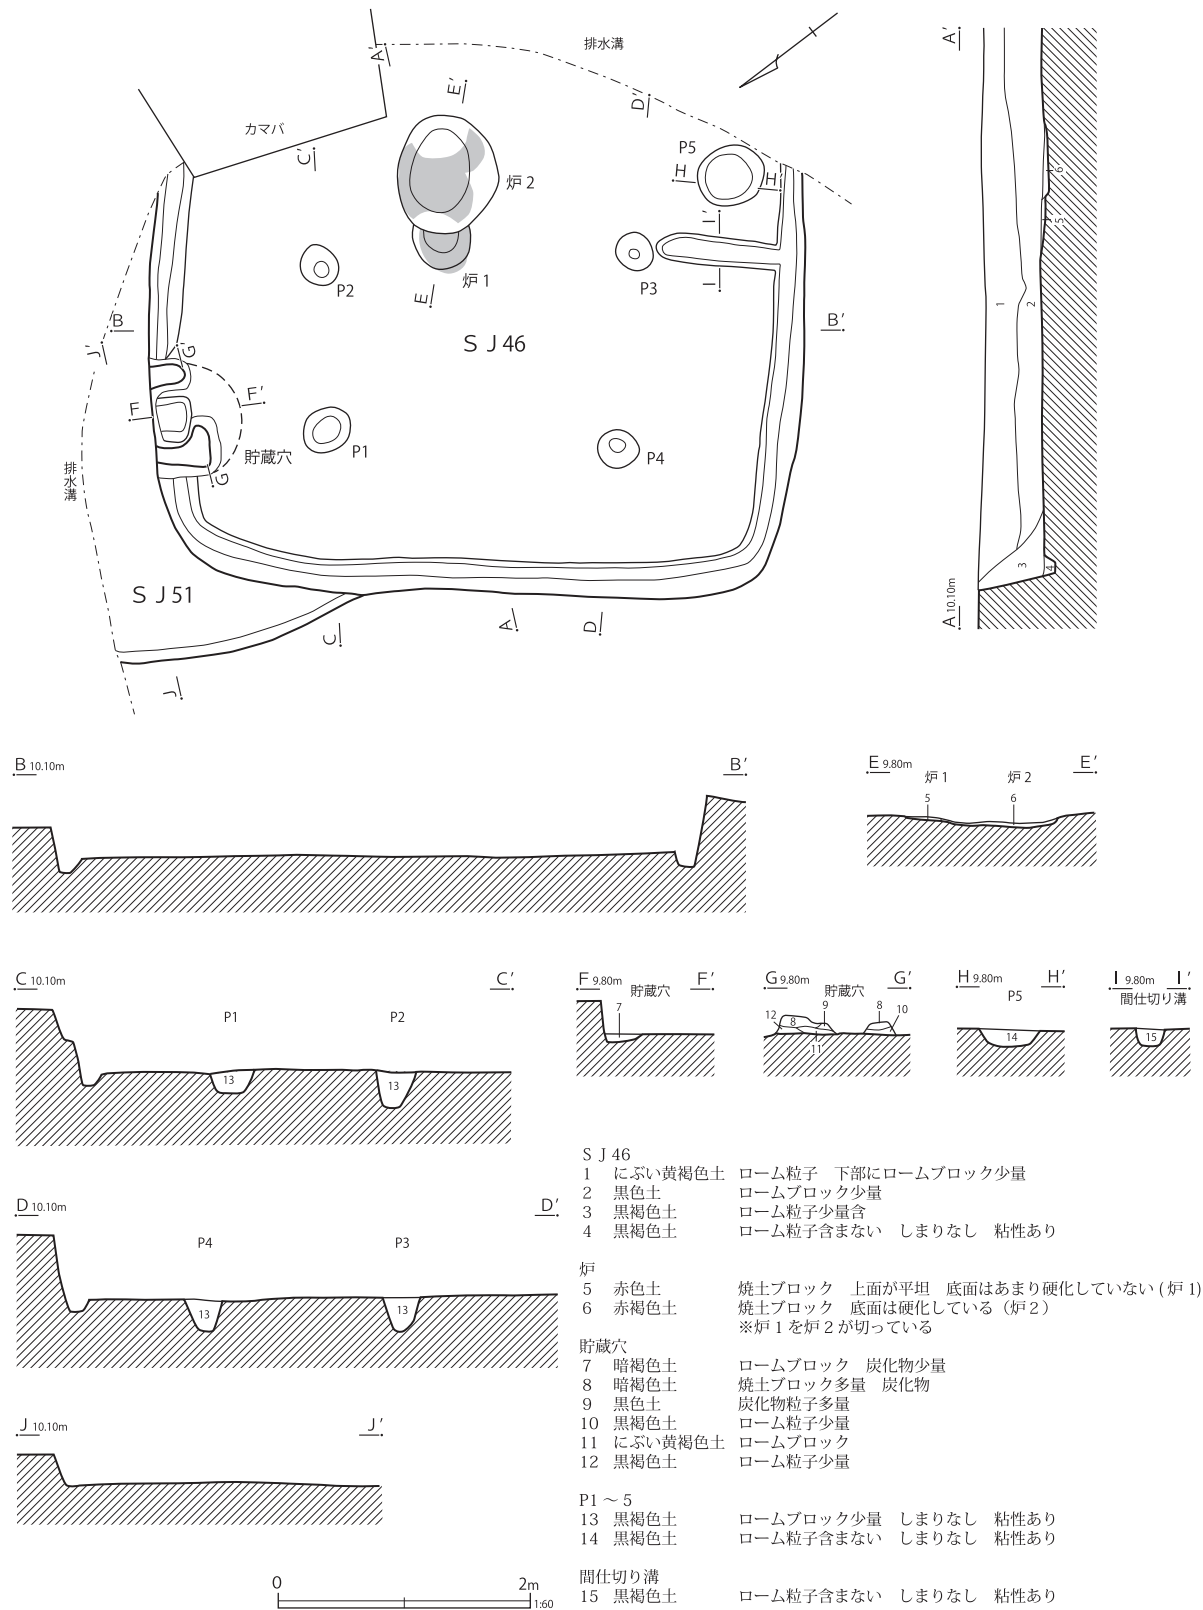 排水溝
カマバ
A′
E′
D′
C′
P5
H
H′
炉 2
I′
I
P3
P2
炉 1
E
B
B′
S J 46
J′
G′
F
F′
P1
貯蔵穴
P4
G
排水溝
S J 51
C
A
D
J
A′
6
5
1
2
3
4
A 10.10m
B 10.10m
B′
E 9.80m
E′
炉 1
炉 2
5
6
C 10.10m
C′
P1
P2
13
13
F 9.80m
F′
貯蔵穴
7
G 9.80m
G′
貯蔵穴
9
8
12
8
10
11
H 9.80m
H′
P5
14
I 9.80m
I′
間仕切り溝
15
D 10.10m
D′
P4
P3
13
13
J 10.10m
J′
0
2m
1:60
S J 46
1 にぶい黄褐色土 ローム粒子 下部にロームブロック少量
2 黒色土 ロームブロック少量
3 黒褐色土 ローム粒子少量含
4 黒褐色土 ローム粒子含まない しまりなし 粘性あり
炉
5 赤色土 焼土ブロック 上面が平坦 底面はあまり硬化していない ( 炉 1)
6 赤褐色土 焼土ブロック 底面は硬化している（炉 2 ）
※炉 1 を炉 2 が切っている
貯蔵穴
7 暗褐色土 ロームブロック 炭化物少量
8 暗褐色土 焼土ブロック多量 炭化物
9 黒色土 炭化物粒子多量
10 黒褐色土 ローム粒子少量
11 にぶい黄褐色土 ロームブロック
12 黒褐色土 ローム粒子少量
P1 ～ 5
13 黒褐色土 ロームブロック少量 しまりなし 粘性あり
14 黒褐色土 ローム粒子含まない しまりなし 粘性あり
間仕切り溝
15 黒褐色土 ローム粒子含まない しまりなし 粘性あり